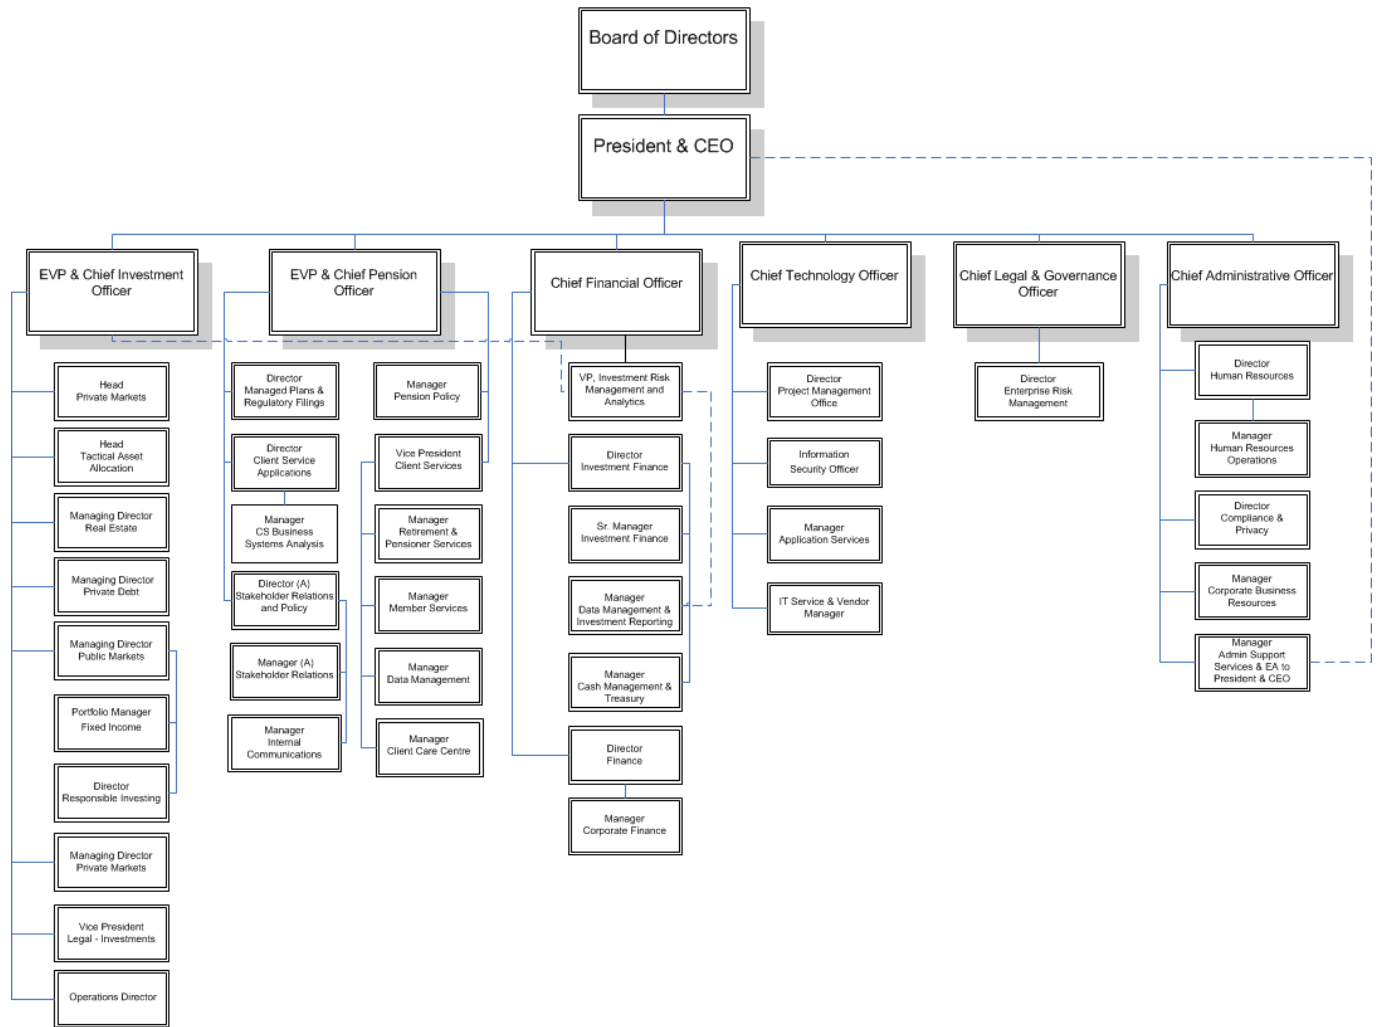 Board of Directors
President & CEO
EVP & Chief Investment
Officer
EVP & Chief Pension
Officer
Chief Financial Officer
Chief Technology Officer
Chief Legal & Governance
Officer
Chief Administrative Officer
Head
Private Markets
Head
Tactical Asset
Allocation
Managing Director
Real Estate
Managing Director
Private Debt
Managing Director
Public Markets
Portfolio Manager
Fixed Income
Director
Responsible Investing
Managing Director
Private Markets
Vice President
Legal - Investments
Operations Director
Director
Managed Plans &
Regulatory Filings
Director
Client Service
Applications
Manager
CS Business
Systems Analysis
Director (A)
Stakeholder Relations
and Policy
Manager (A)
Stakeholder Relations
Manager
Internal
Communications
Manager
Pension Policy
Vice President
Client Services
Manager
Retirement &
Pensioner Services
Manager
Member Services
Manager
Data Management
Manager
Client Care Centre
VP, Investment Risk
Management and
Analytics
Director
Investment Finance
Sr. Manager
Investment Finance
Manager
Data Management &
Investment Reporting
Manager
Cash Management &
Treasury
Director
Finance
Manager
Corporate Finance
Director
Project Management
Office
Information
Security Officer
Manager
Application Services
IT Service & Vendor
Manager
Director
Enterprise Risk
Management
Director
Human Resources
Manager
Human Resources
Operations
Director
Compliance &
Privacy
Manager
Corporate Business
Resources
Manager
Admin Support
Services & EA to
President & CEO